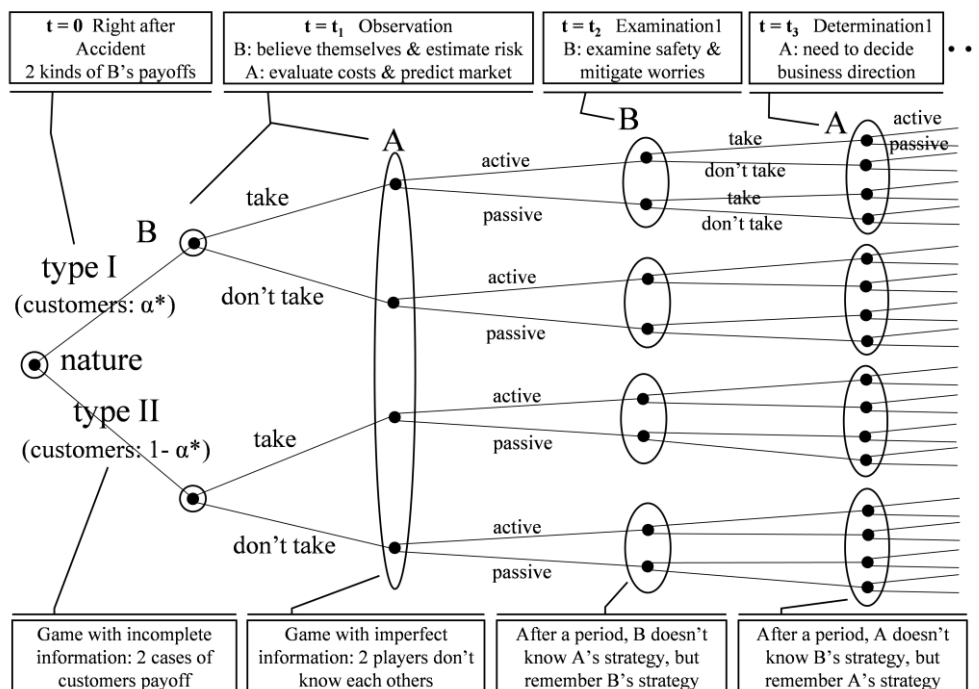 t = 0 Right after
Accident
2 kinds of B's payoffs
t = t1 Observation
B: believe themselves & estimate risk
A: evaluate costs & predict market
t = t2 Examination1
B: examine safety &
mitigate worries
t = t3 Determination1
A: need to decide
business direction
• • •
B
A
B
A
active
passive
take
don't take
take
don't take
active
passive
take
type I
(customers: α*)
don't take
active
passive
nature
type II
(customers: 1- α*)
take
active
passive
don't take
active
passive
Game with incomplete
information: 2 cases of
customers payoff
Game with imperfect
information: 2 players don't
know each others
After a period, B doesn't
know A's strategy, but
remember B's strategy
After a period, A doesn't
know B's strategy, but
remember A's strategy